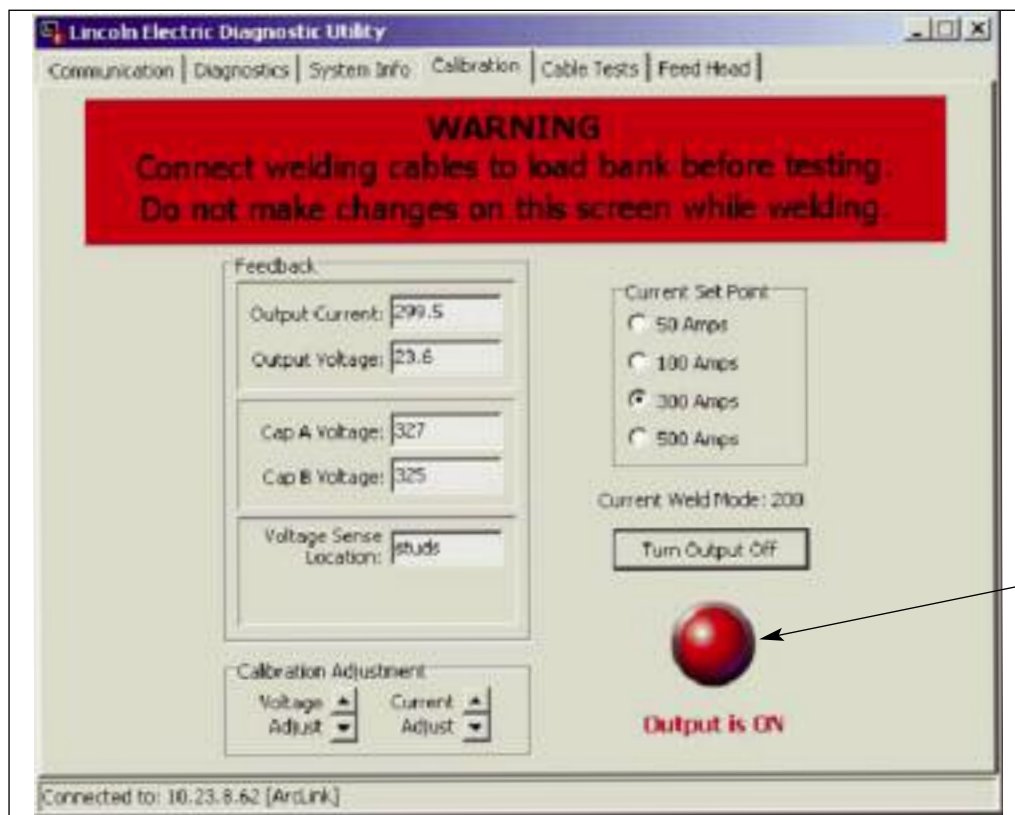 Lincoln Electric Diagnostic Utility
Communication Diagnostics System Info Calibration Cable Tests Feed Head
WARNING
Connect welding cables to load bank before testing.
Do not make changes on this screen while welding.
Feedback
Output Current: 299.5
Output Voltage: 23.6
Cap A Voltage: 327
Cap B Voltage: 325
Voltage Sense
Location: studs
Calibration Adjustment
Voltage
Adjust
Current
Adjust
Current Set Point
50 Amps
100 Amps
300 Amps
500 Amps
Current Weld Mode: 200
Turn Output Off
Output is ON
Connected to: 10.23.8.62 [ArcLink]